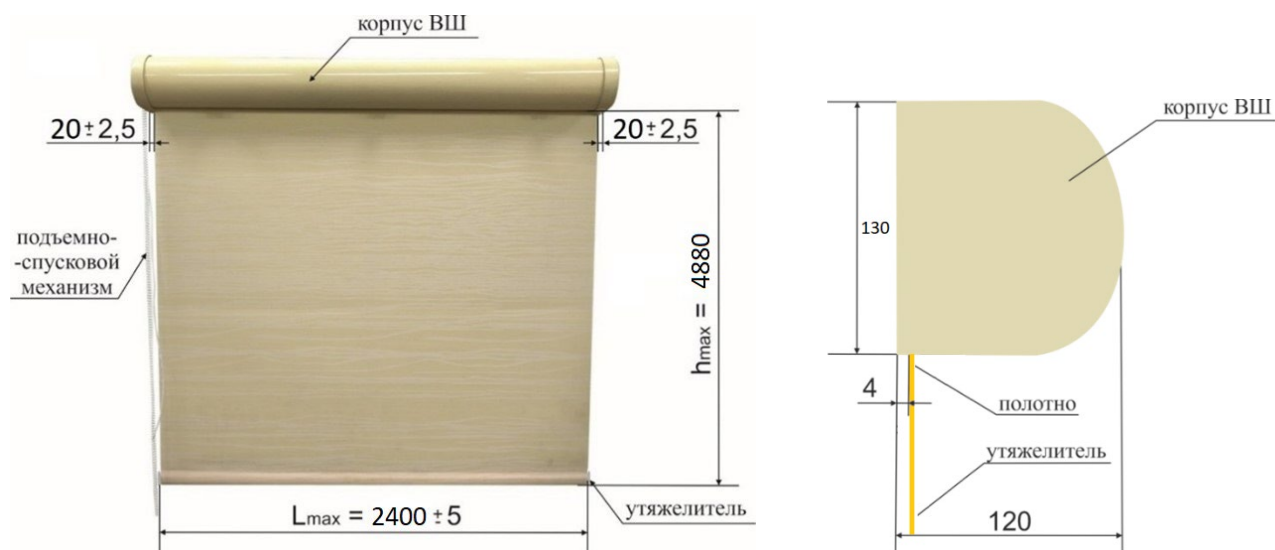 корпус ВШ
20±2,5
20±2,5
подъемно-
-спусковой
механизм
hmax = 4880
утяжелитель
Lmax = 2400 ±5
корпус ВШ
130
4
полотно
утяжелитель
120